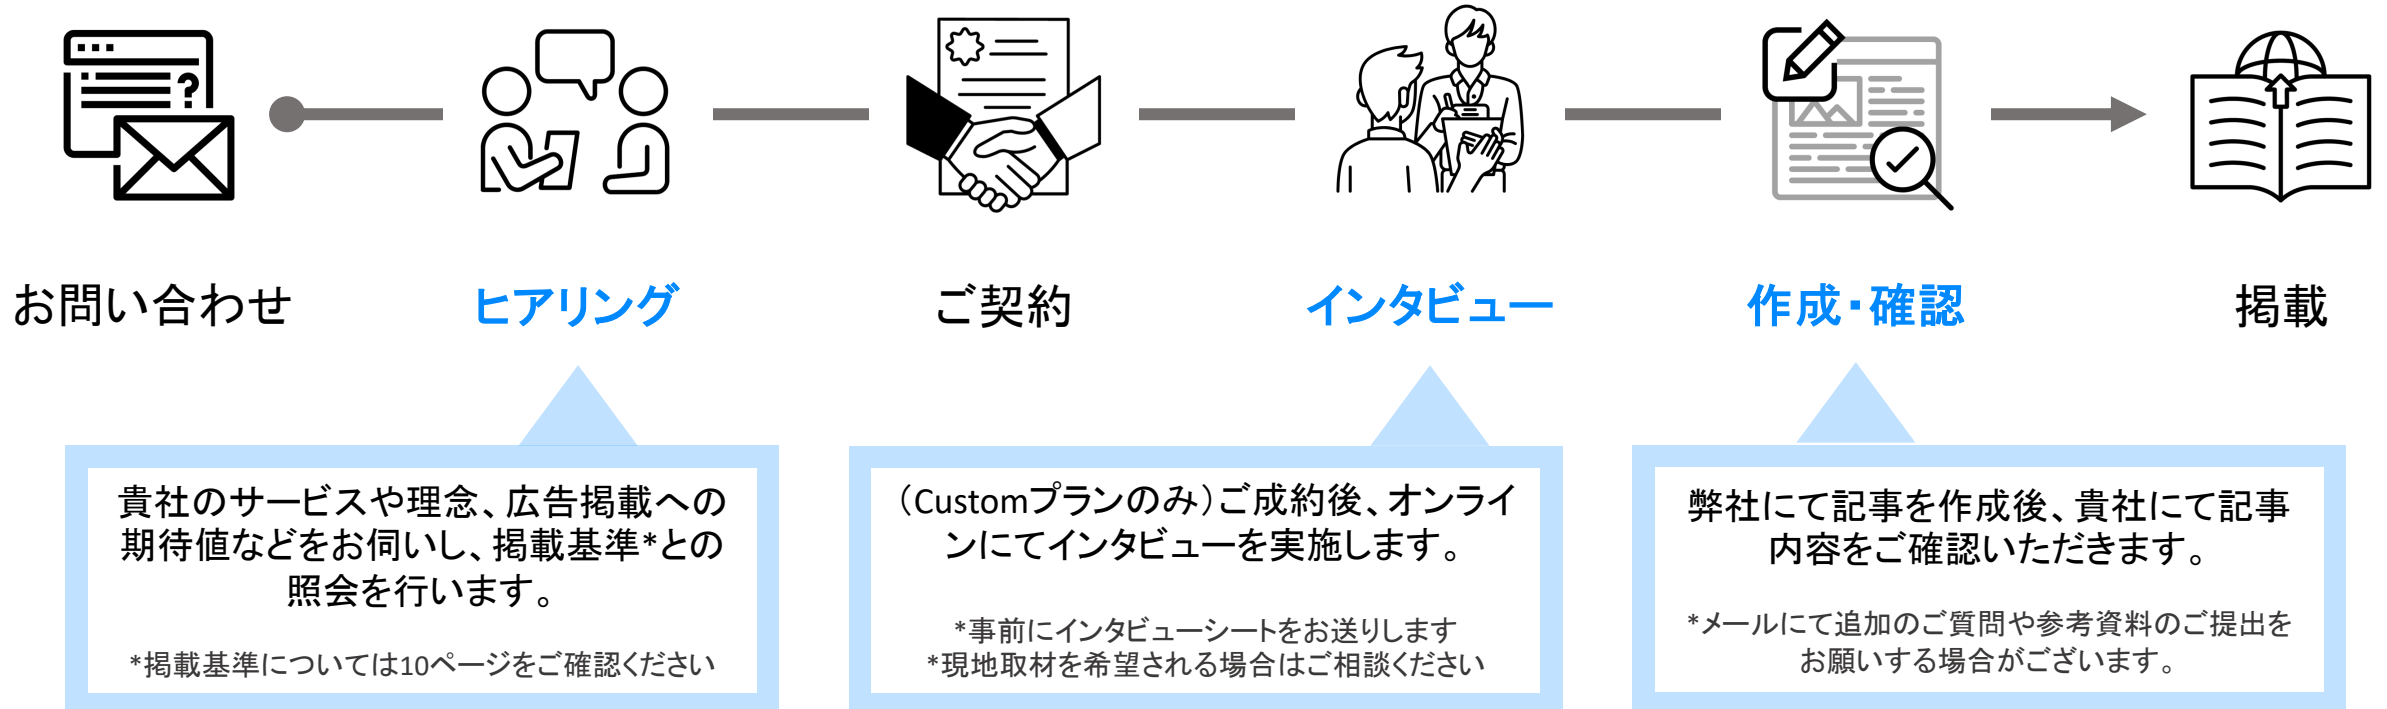 お問い合わせ
ヒアリング
ご契約
インタビュー
作成・確認
掲載
貴社のサービスや理念、広告掲載への
期待値などをお伺いし、掲載基準*との
照会を行います。
*掲載基準については10ページをご確認ください
（Customプランのみ）ご成約後、オンライ
ンにてインタビューを実施します。
*事前にインタビューシートをお送りします
*現地取材を希望される場合はご相談ください
弊社にて記事を作成後、貴社にて記事
内容をご確認いただきます。
*メールにて追加のご質問や参考資料のご提出を
お願いする場合がございます。